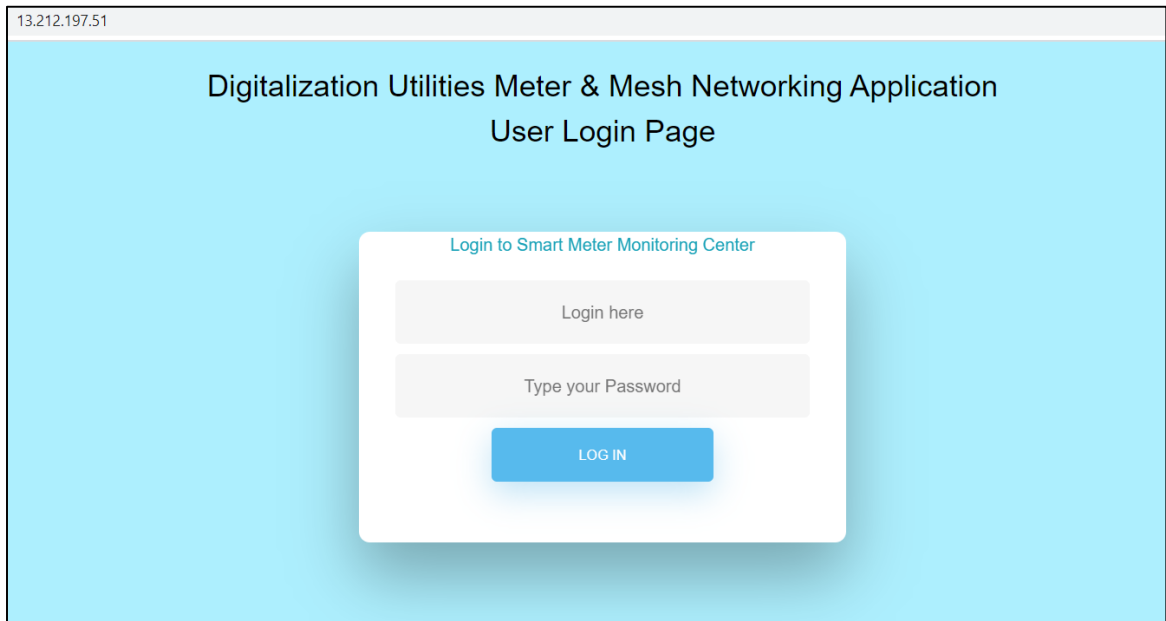 13.212.197.51
Digitalization Utilities Meter & Mesh Networking Application
User Login Page
Login to Smart Meter Monitoring Center
Login here
Type your Password
LOG IN